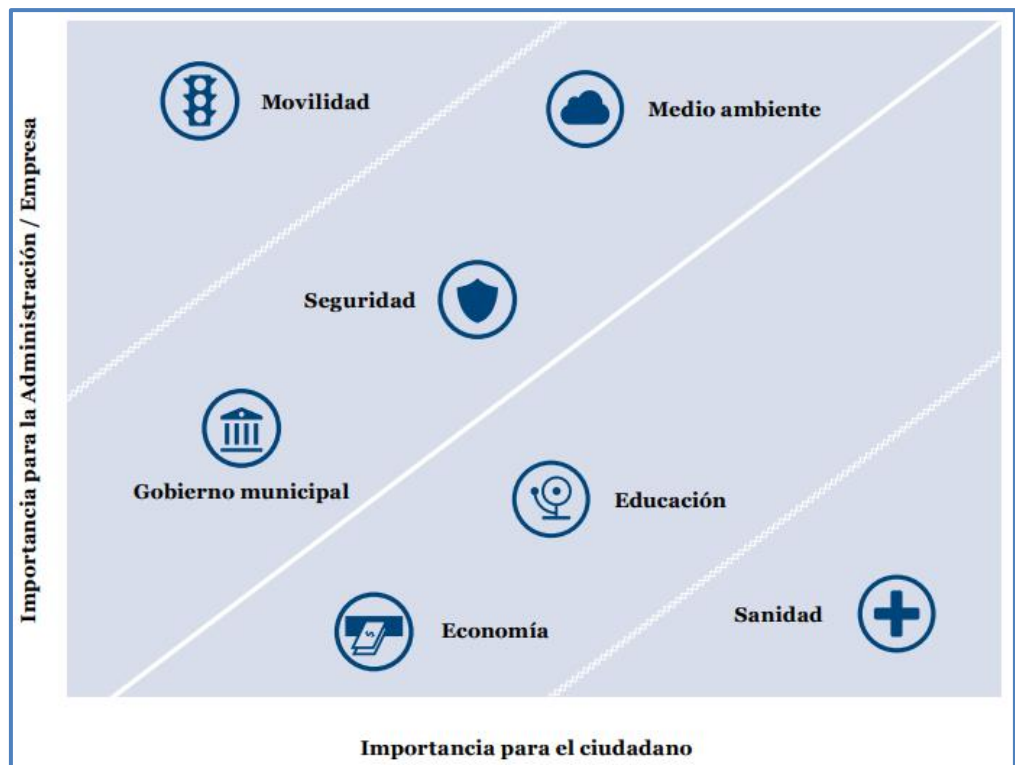 Importancia para la Administración / Empresa
Movilidad
Medio ambiente
Seguridad
Gobierno municipal
Educación
Economía
Sanidad
$
Importancia para el ciudadano